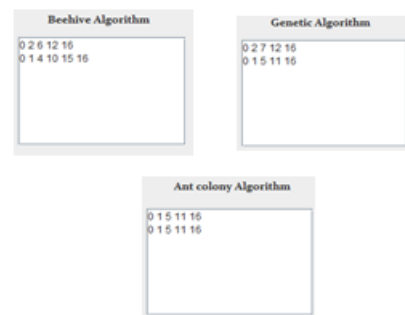 Beehive Algorithm
0 2 6 12 16
0 1 4 10 15 16
Genetic Algorithm
0 2 7 12 16
0 1 5 11 16
Ant colony Algorithm
0 1 5 11 16
0 1 5 11 16